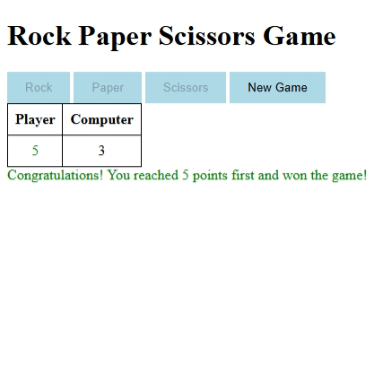 Rock Paper Scissors Game
Rock Paper Scissors New Game
Player Computer
5 3
Congratulations! You reached 5 points first and won the game!